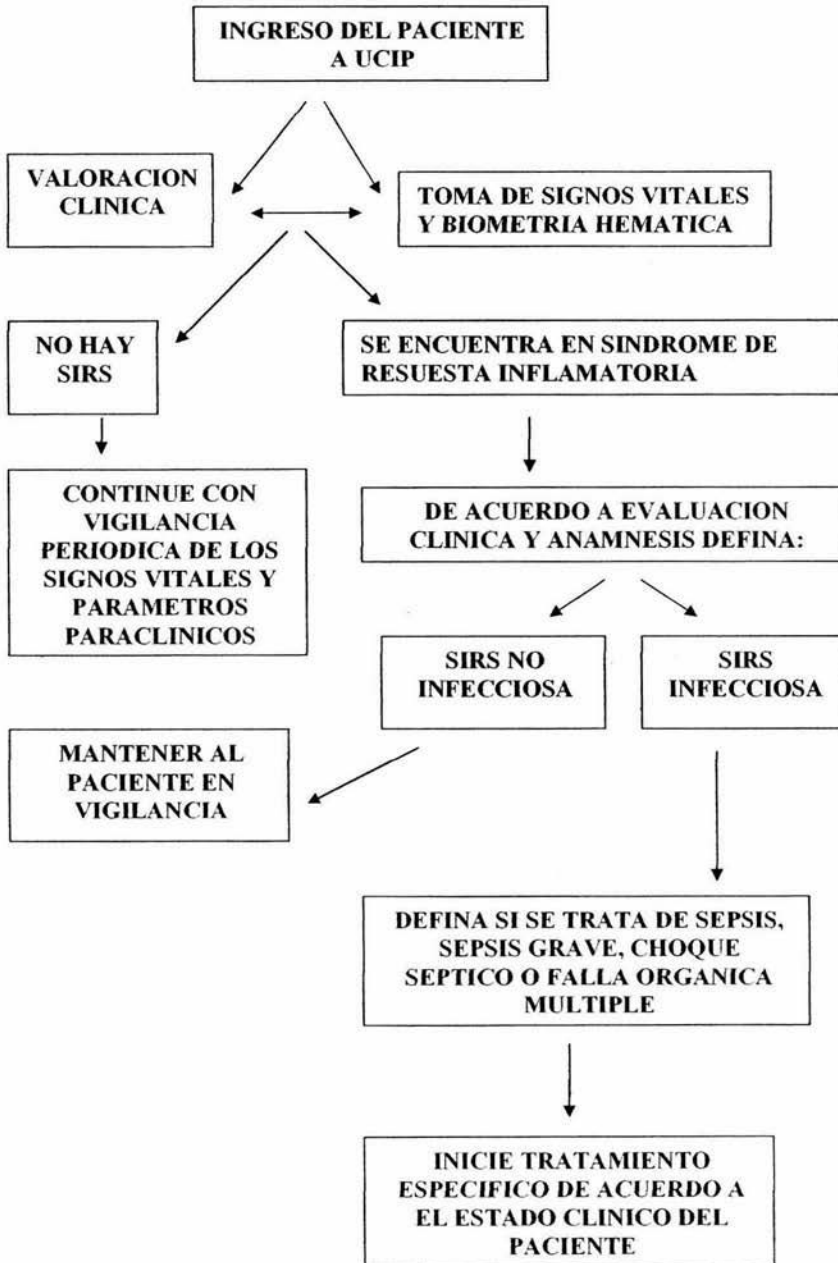 INGRESO DEL PACIENTE
A UCIP
VALORACION
CLINICA
TOMA DE SIGNOS VITALES
Y BIOMETRIA HEMATICA
NO HAY
SIRS
SE ENCUENTRA EN SINDROME DE
RESUESTA INFLAMATORIA
CONTINUE CON
VIGILANCIA
PERIODICA DE LOS
SIGNOS VITALES Y
PARAMETROS
PARACLINICOS
DE ACUERDO A EVALUACION
CLINICA Y ANAMNESIS DEFINA:
SIRS NO
INFECCIOSA
SIRS
INFECCIOSA
MANTENER AL
PACIENTE EN
VIGILANCIA
DEFINA SI SE TRATA DE SEPSIS,
SEPSIS GRAVE, CHOQUE
SEPTICO O FALLA ORGANICA
MULTIPLE
INICIE TRATAMIENTO
ESPECIFICO DE ACUERDO A
EL ESTADO CLINICO DEL
PACIENTE